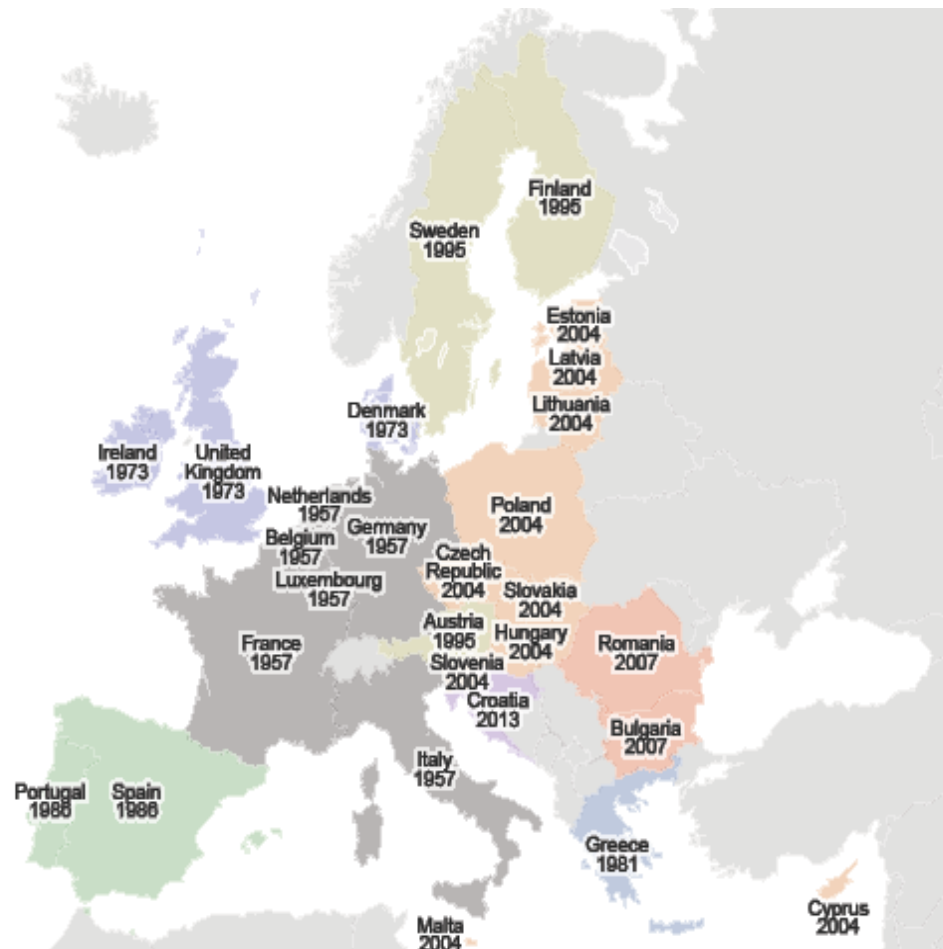 Finland
1995
Sweden
1995
Estonia
2004
Latvia
2004
Lithuania
2004
Denmark
1973
Ireland
1973
United
Kingdom
1973
Netherlands
1957
Germany
1957
Belgium
1957
Luxembourg
1957
Poland
2004
Czech
Republic
2004
Slovakia
2004
Austria
1995
Hungary
2004
France
1957
Slovenia
2004
Romania
2007
Croatia
2013
Bulgaria
2007
Italy
1957
Portugal
1986
Spain
1986
Greece
1981
Malta
2004
Cyprus
2004